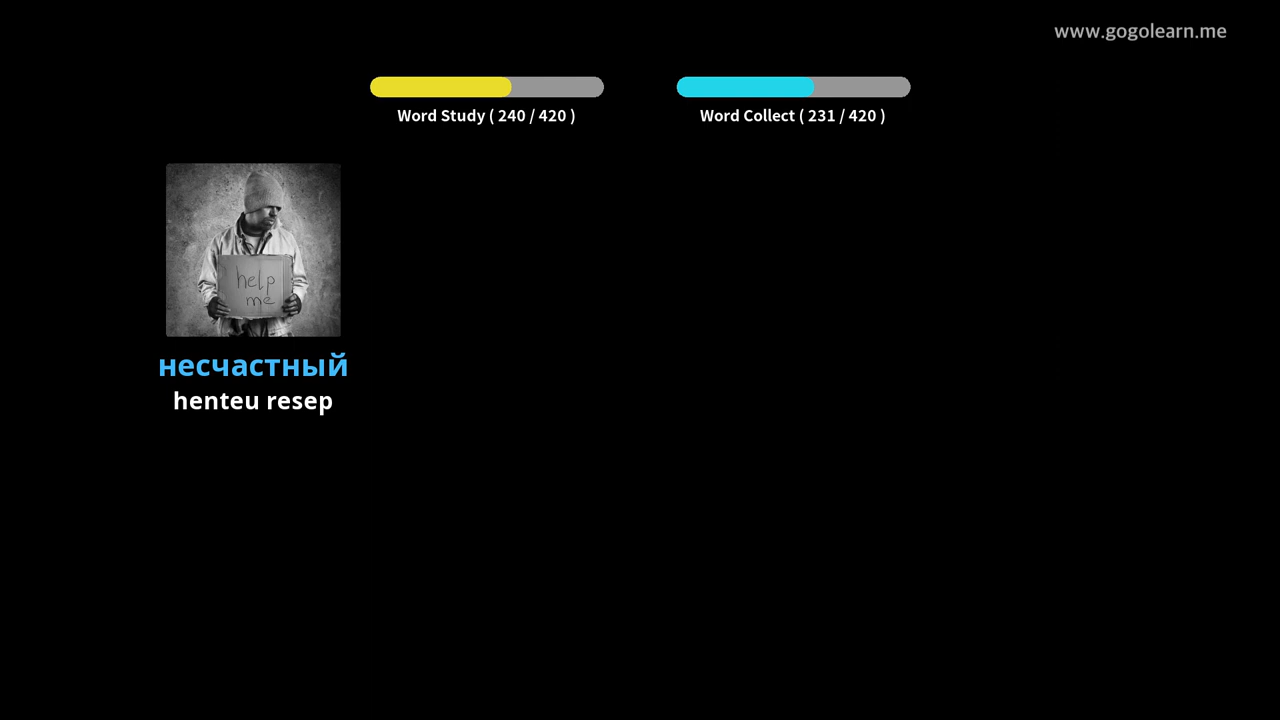 www.gogolearn.me
Word Study ( 240 / 420 )
Word Collect ( 231 / 420 )
help
me
несчастный
henteu resep